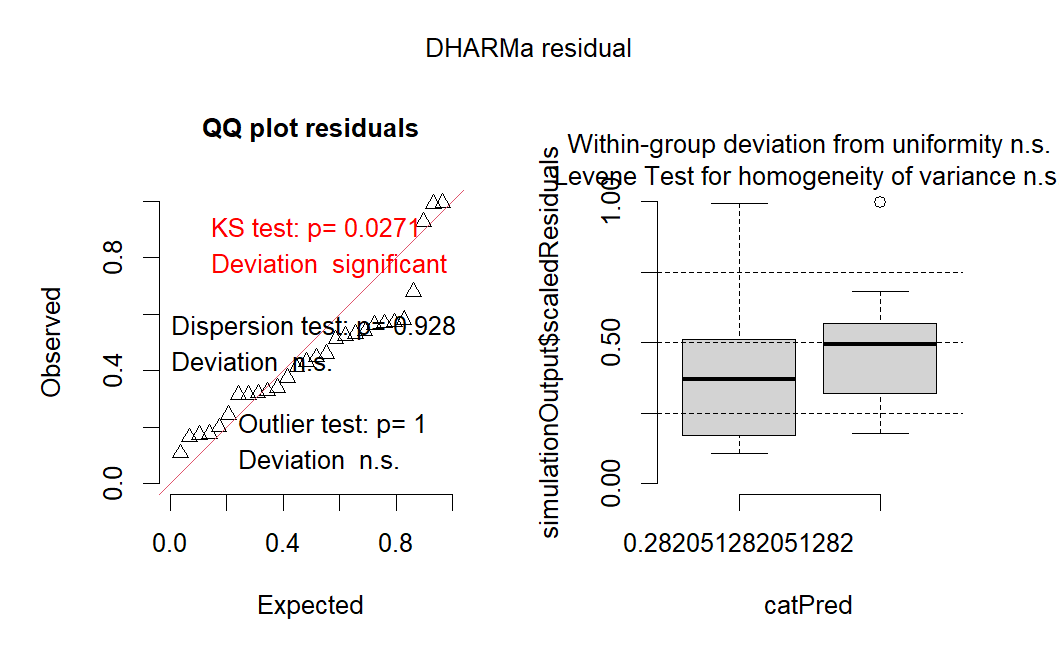 DHARMa residual
QQ plot residuals
KS test: p= 0.0271
Deviation  significant
Dispersion test: p= 0.928
Deviation  n.s.
Outlier test: p= 1
Deviation  n.s.
Observed
0.0
0.4
0.8
0.0
0.4
0.8
Expected
Within-group deviation from uniformity n.s.
Levene Test for homogeneity of variance n.s
simulationOutput$scaledResiduals
0.00
0.50
1.00
0.282051282051282
catPred